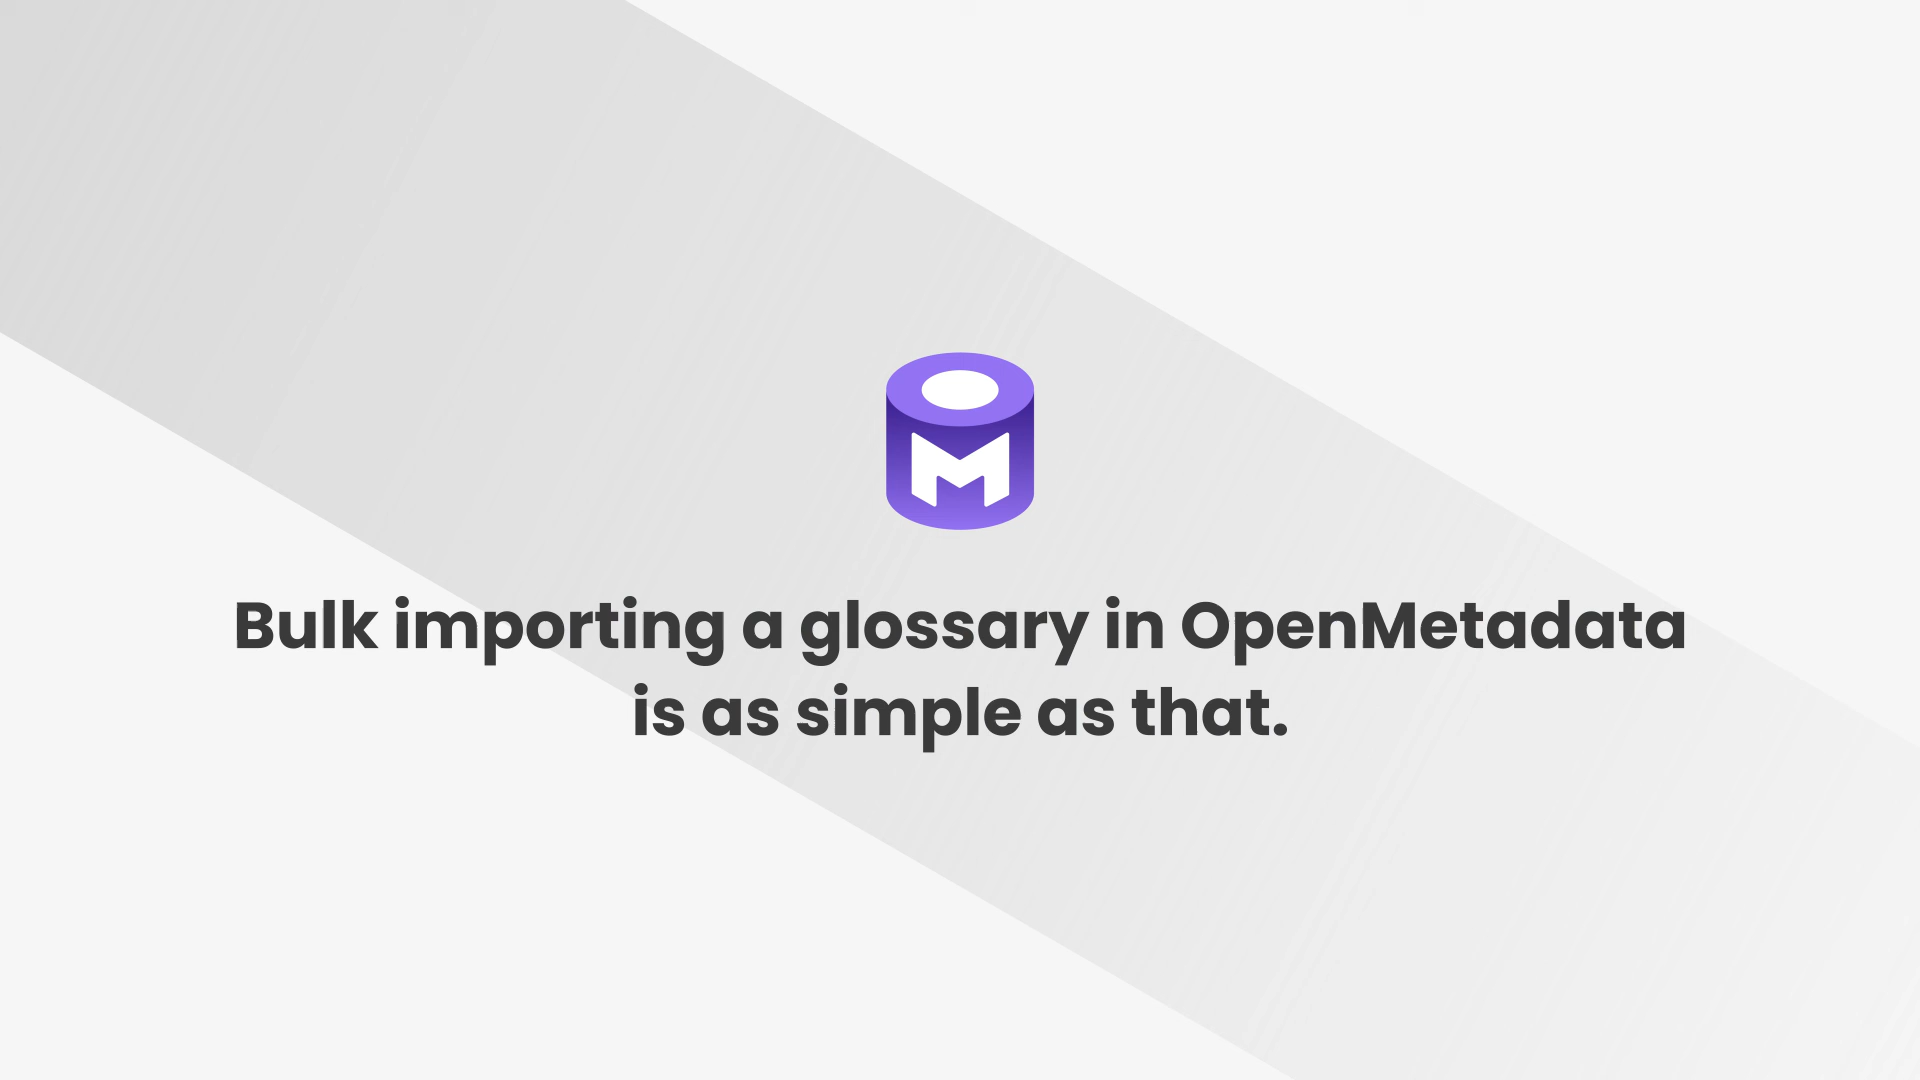 Bulk importing a glossary in OpenMetadata
is as simple as that.